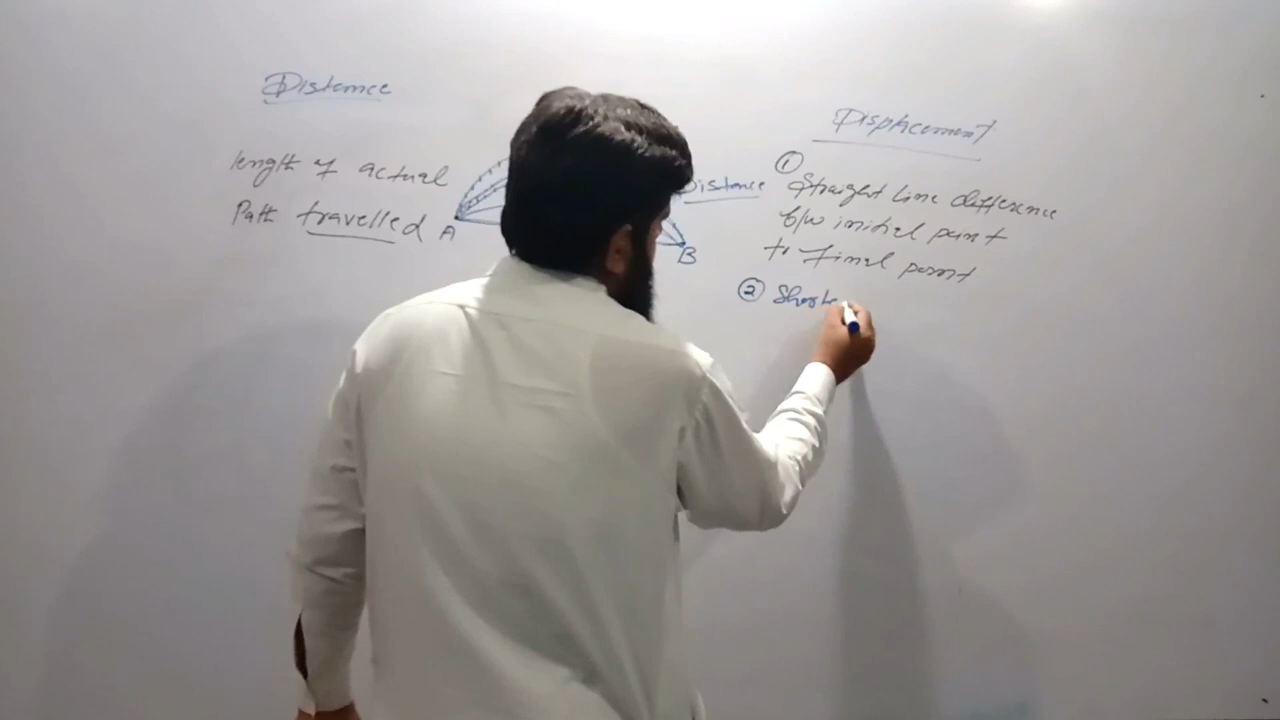 Distance
length of actual
Path travelled
A
Distance
B
Displacement
①
Straight line difference
b/w initial point
to Final point
② Shorte